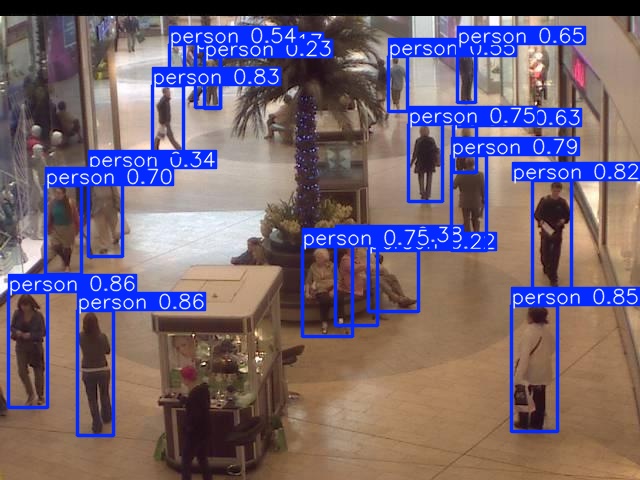 person 0.54
person 0.23
person 0.55
person 0.65
person 0.83
person 0.75
0.63
person 0.34
person 0.79
person 0.70
person 0.82
person 0.75
person 0.86
person 0.86
person 0.85